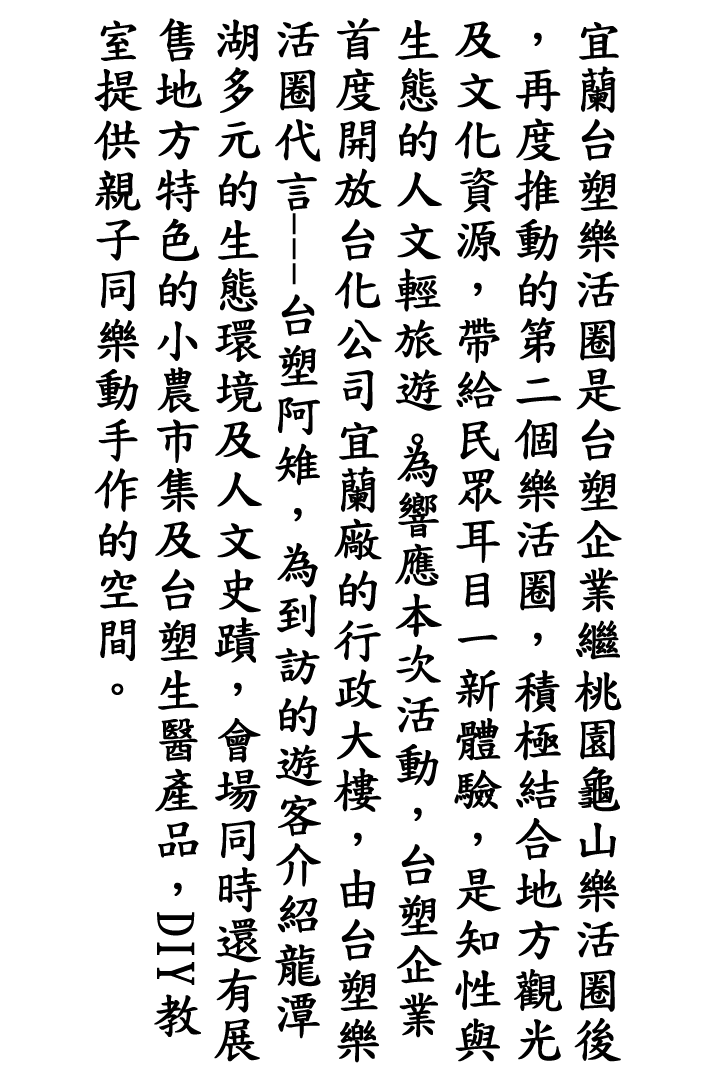 宜蘭台塑樂活圈是台塑企業繼桃園龜山樂活圈後
，再度推動的第二個樂活圈，積極結合地方觀光
及文化資源，帶給民眾耳目一新體驗，是知性與
生態的人文輕旅遊。為響應本次活動，台塑企業
首度開放台化公司宜蘭廠的行政大樓，由台塑樂
活圈代言---台塑阿雉，為到訪的遊客介紹龍潭
湖多元的生態環境及人文史蹟，會場同時還有展
售地方特色的小農市集及台塑生醫產品，DIY教
室提供親子同樂動手作的空間。